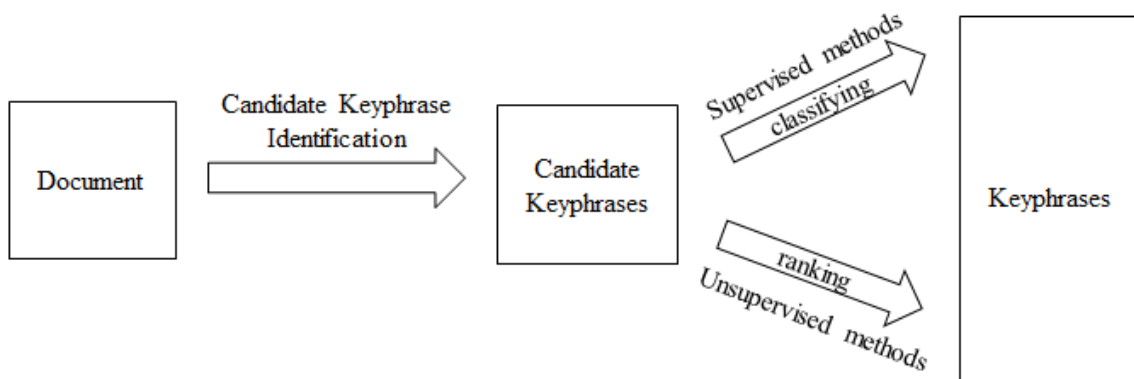 Document
Candidate Keyphrase
Identification
Candidate
Keyphrases
Supervised methods
classifying
ranking
Unsupervised methods
Keyphrases